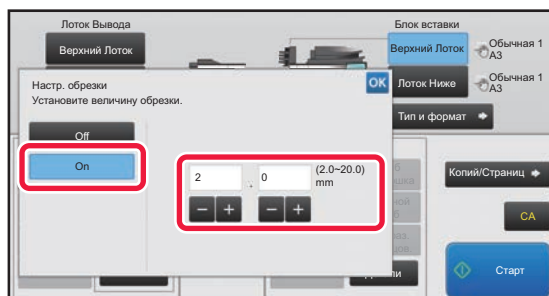 Лоток Вывода
Блок вставки
Верхний Лоток
Верхний Лоток
Обычная 1
A3
Настр. обрезки
OK
Установите величину обрезки.
Лоток Ниже
Обычная 1
A3
Off
Тип и формат
On
2 . 0 (2.0~20.0)
mm
Копий/Страниц
CA
Старт